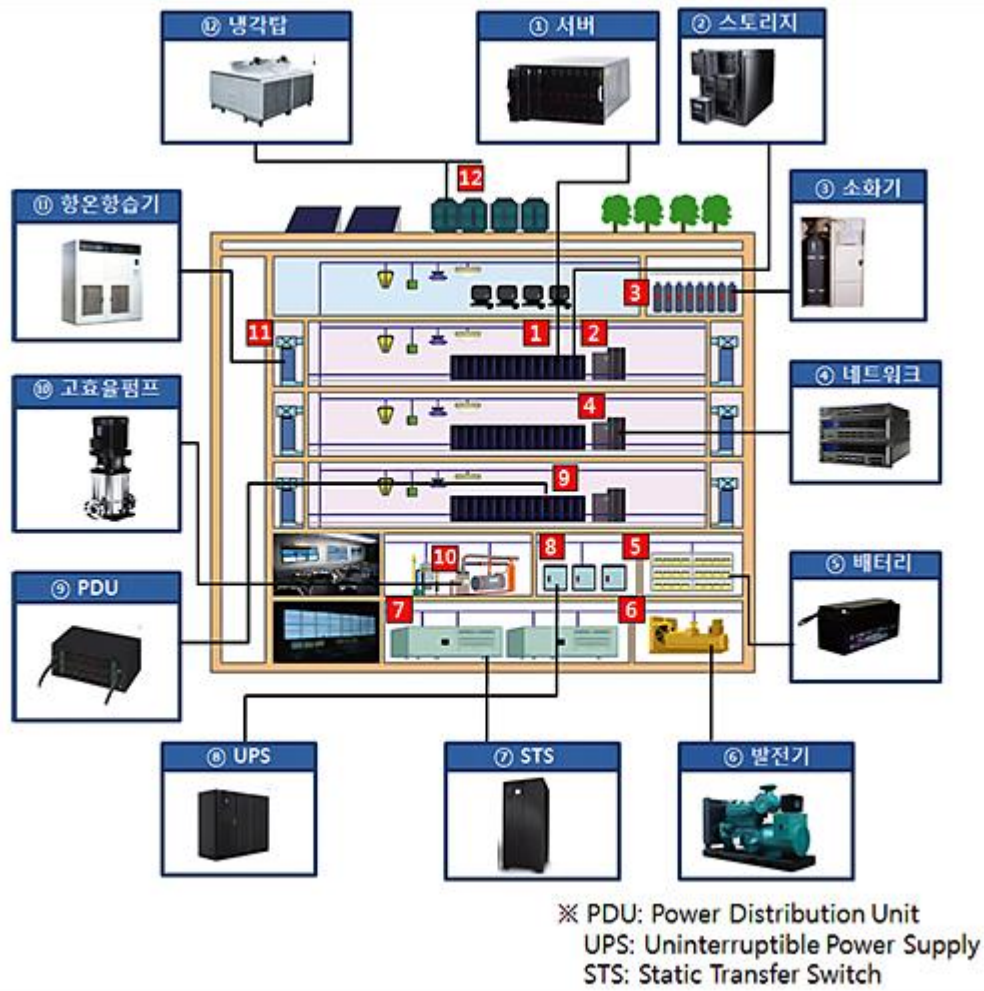 ⑫ 냉각탑
① 서버
② 스토리지
12
⑪ 항온항습기
③ 소화기
3
11
1
2
⑩ 고효율펌프
4
④ 네트워크
9
⑨ PDU
10
8
5
⑤ 배터리
7
6
⑧ UPS
⑦ STS
⑥ 발전기
※ PDU: Power Distribution Unit
UPS: Uninterruptible Power Supply
STS: Static Transfer Switch